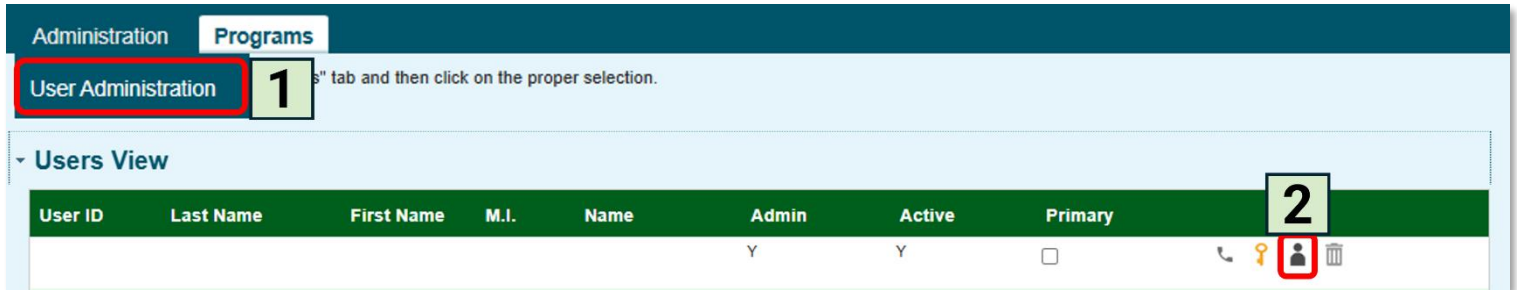 Administration Programs
User Administration 1 s" tab and then click on the proper selection.
Users View
2
User ID Last Name First Name M.I. Name Admin Active Primary
Y Y